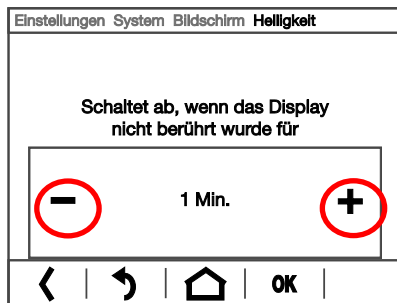 Einstellungen System Bildschirm Helligkeit
Schaltet ab, wenn das Display
nicht berührt wurde für
− 1 Min. +
OK